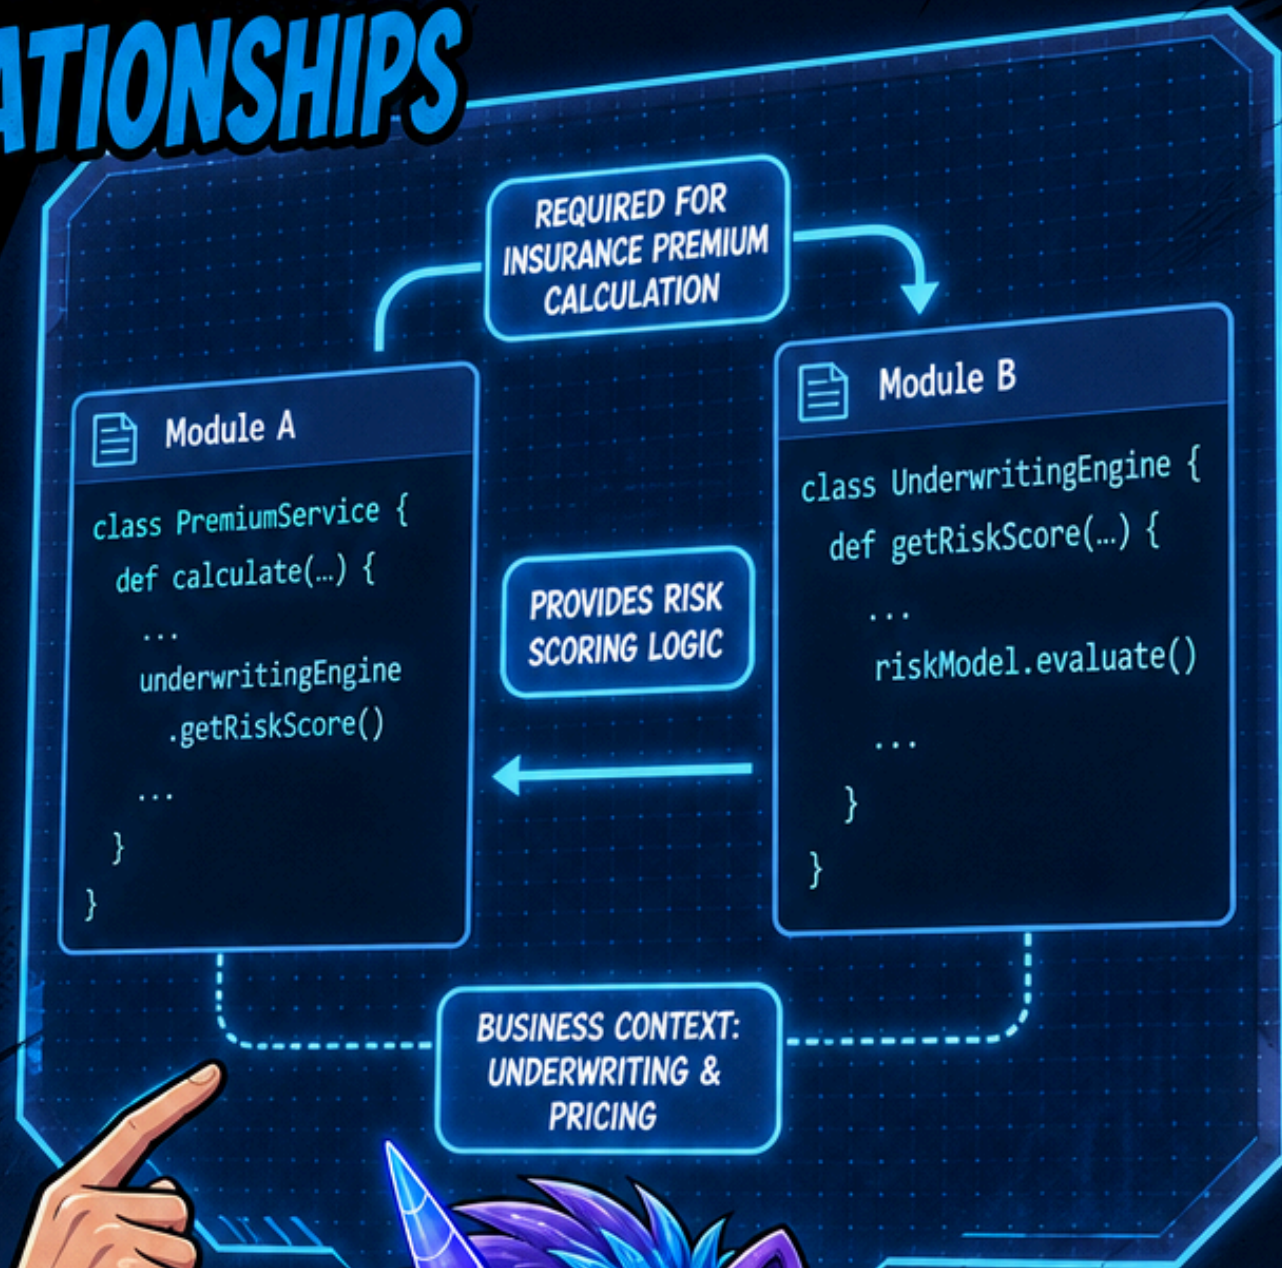 ATIONSHIPS
REQUIRED FOR
INSURANCE PREMIUM
CALCULATION
Module A
class PremiumService {
def calculate(…) {
...
underwritingEngine
.getRiskScore()
...
}
}
PROVIDES RISK
SCORING LOGIC
Module B
class UnderwritingEngine {
def getRiskScore(…) {
...
riskModel.evaluate()
...
}
}
BUSINESS CONTEXT:
UNDERWRITING &
PRICING